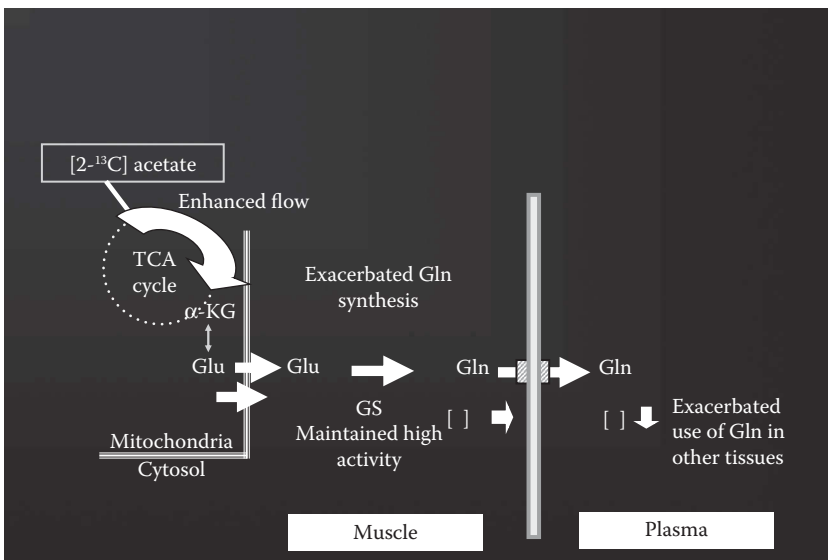 [2-¹³C] acetate
Enhanced flow
TCA
cycle
α-KG
Exacerbated Gln
synthesis
Glu
Glu
Gln
Gln
GS
Maintained high
activity
[ ]
[ ]
Exacerbated
use of Gln in
other tissues
Mitochondria
Cytosol
Muscle
Plasma